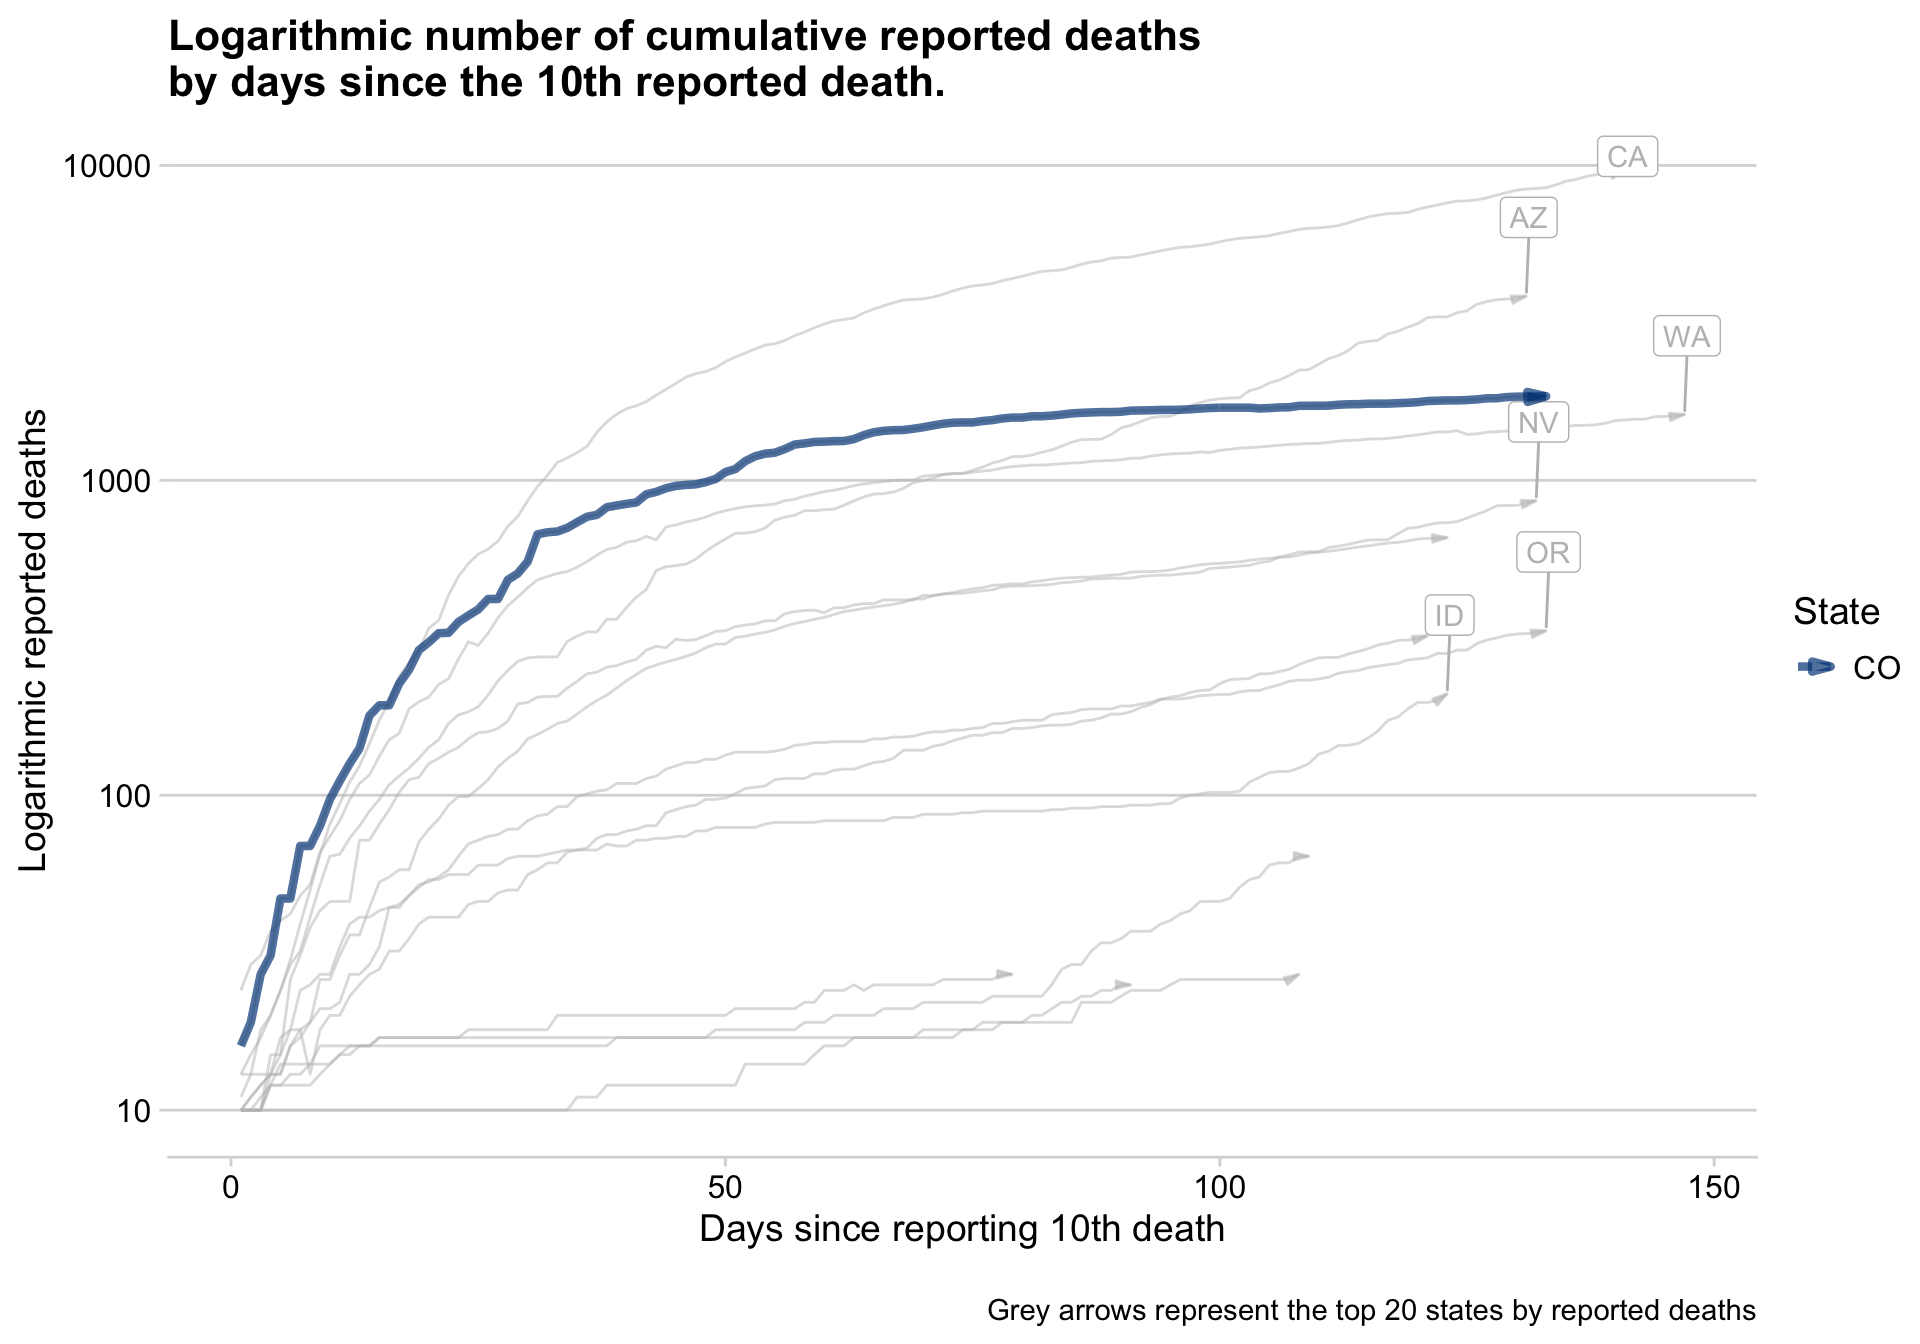 Logarithmic number of cumulative reported deaths
by days since the 10th reported death.
10000
1000
100
10
Logarithmic reported deaths
CA
AZ
WA
NV
OR
ID
State
CO
0
50
100
150
Days since reporting 10th death
Grey arrows represent the top 20 states by reported deaths